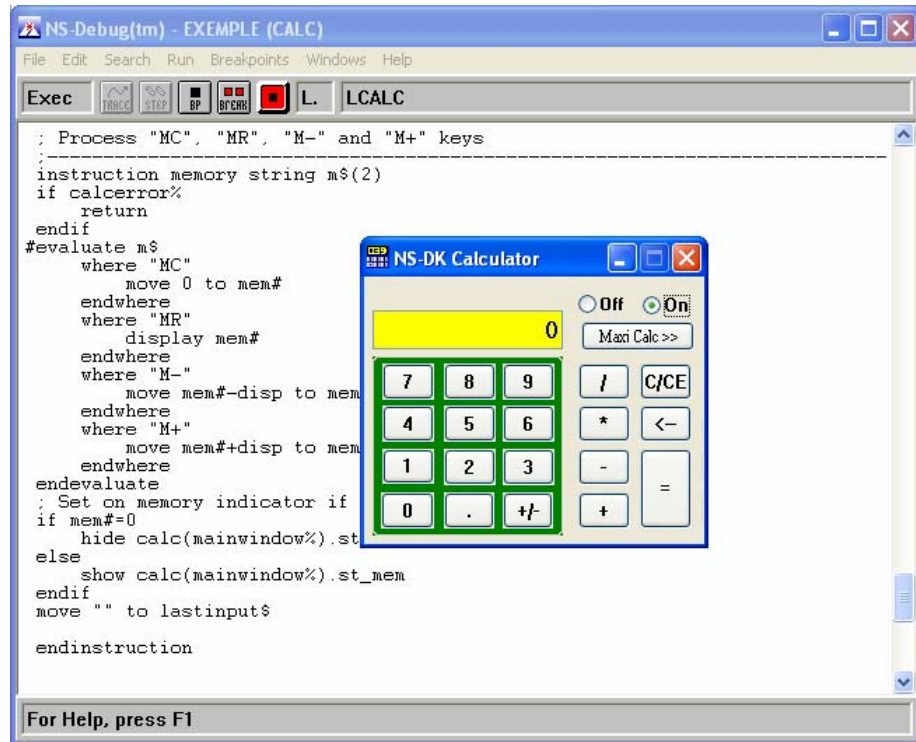 NS-Debug(tm) - EXEMPLE (CALC)
File Edit Search Run Breakpoints Windows Help
Exec TRACE STEP BP BREAK L. LCALC
; Process "MC", "MR", "M-" and "M+" keys
;------------------------------------------------------------------------------
instruction memory string m$(2)
if calcerror%
return
endif
#evaluate m$
where "MC"
move 0 to mem#
endwhere
where "MR"
display mem#
endwhere
where "M-"
move mem#-disp to mem
endwhere
where "M+"
move mem#+disp to mem
endwhere
endevaluate
; Set on memory indicator if
if mem#=0
hide calc(mainwindow%).st
else
show calc(mainwindow%).st_mem
endif
move "" to lastinput$
endinstruction
NS-DK Calculator
Off On
0
Maxi Calc >>
7 8 9 / C/CE
4 5 6 * <-
1 2 3 - =
0 . +/- +
For Help, press F1